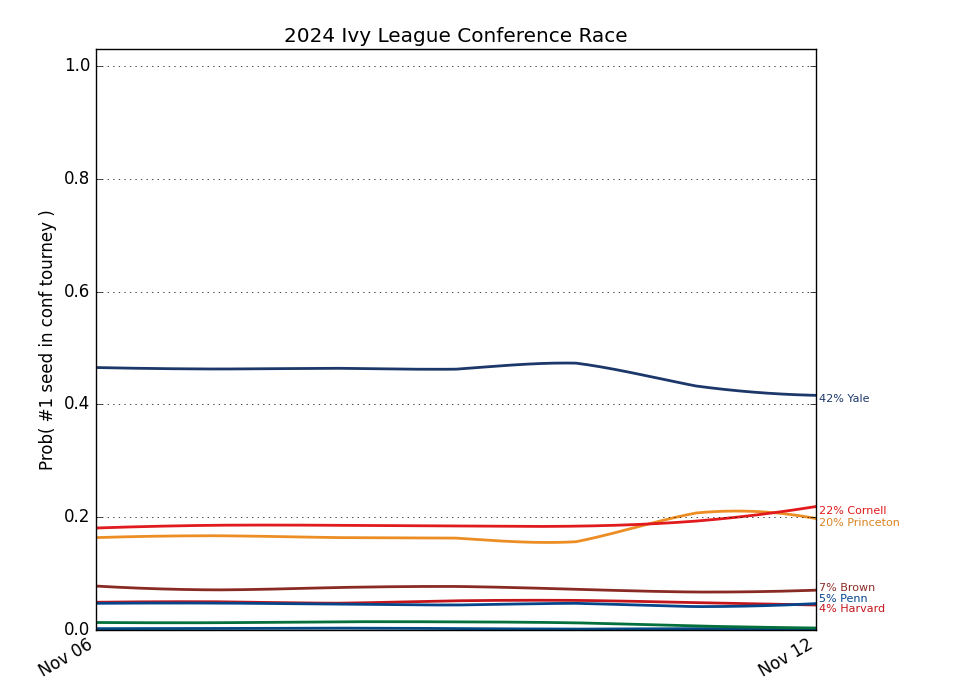 2024 Ivy League Conference Race
Prob( #1 seed in conf tourney )
1.0
0.8
0.6
0.4
0.2
0.0
42% Yale
22% Cornell
20% Princeton
7% Brown
5% Penn
4% Harvard
Nov 06
Nov 12